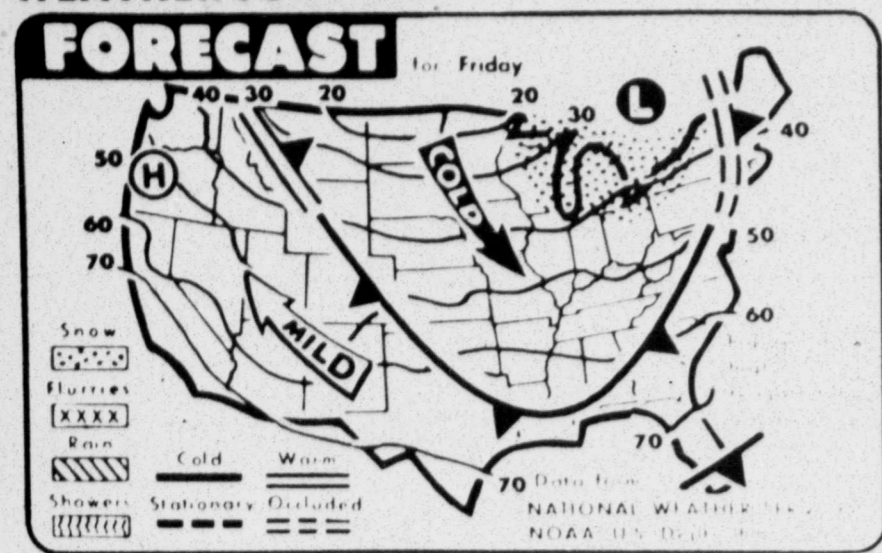 FORECAST
for Friday
40 30 20 20 30 L 40
50 H COLD
60 50
70 60
MILD
Snow
Flurries
XXXX
Rain
Showers
Cold Warm
Stationary Occluded
70
70 Data from
NATIONAL WEATHER
NOAA U S